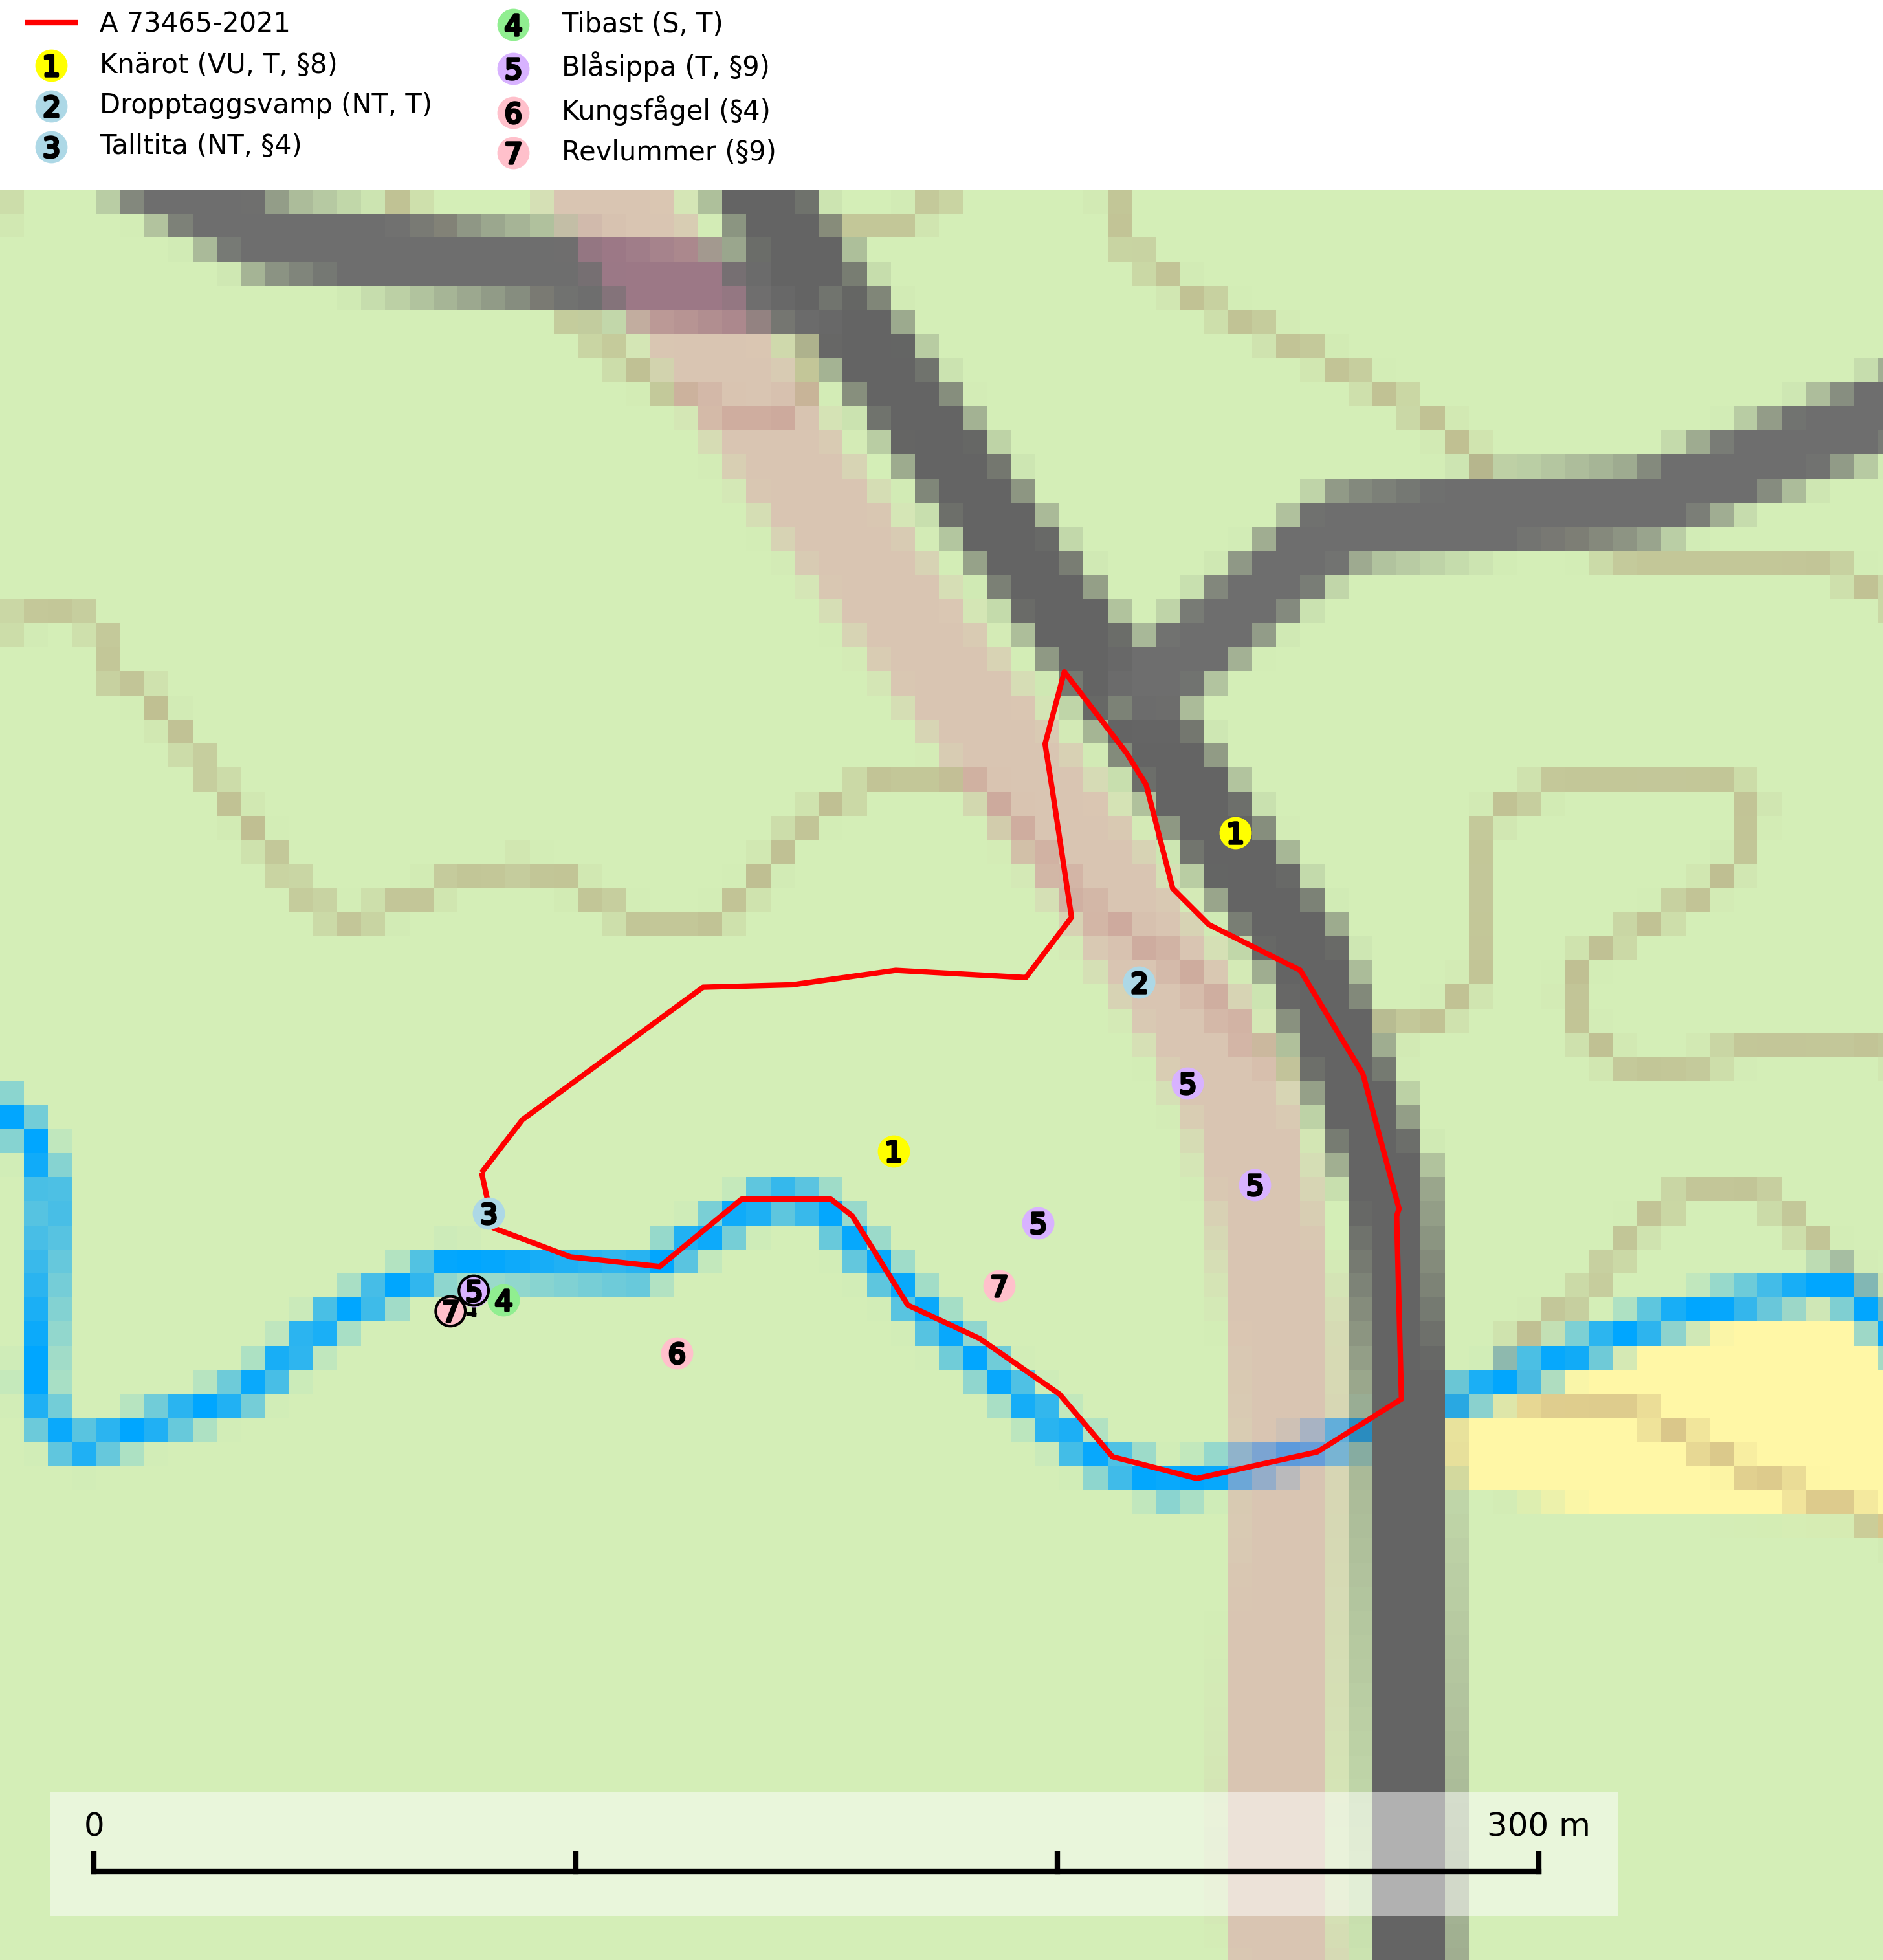 A 73465-2021
1 Knärot (VU, T, §8)
2 Dropptaggsvamp (NT, T)
3 Talltita (NT, §4)
4 Tibast (S, T)
5 Blåsippa (T, §9)
6 Kungsfågel (§4)
7 Revlummer (§9)
1
2
5
1
5
3
5
7
5
4
7
6
0 300 m